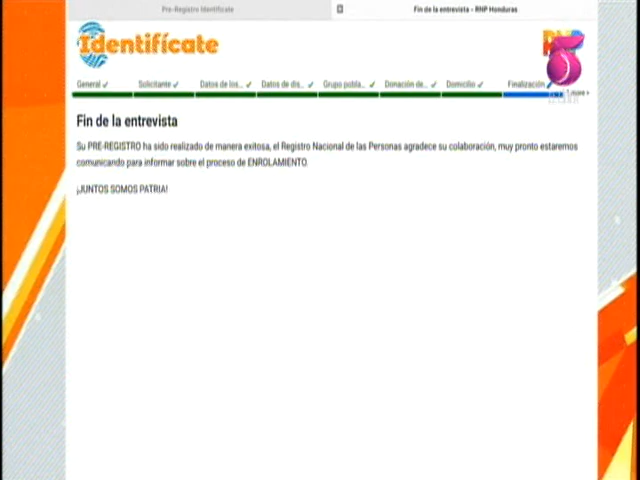 Pre-Registro Identifícate
Fin de la entrevista - RNP Honduras
Identifícate
General ✓ Solicitante ✓ Datos de los... ✓ Datos de dis... ✓ Grupo pobla... ✓ Donación de... ✓ Domicilio ✓ Finalización
1 more
Fin de la entrevista
Su PRE-REGISTRO ha sido realizado de manera exitosa, el Registro Nacional de las Personas agradece su colaboración, muy pronto estaremos
comunicando para informar sobre el proceso de ENROLAMIENTO.
¡JUNTOS SOMOS PATRIA!